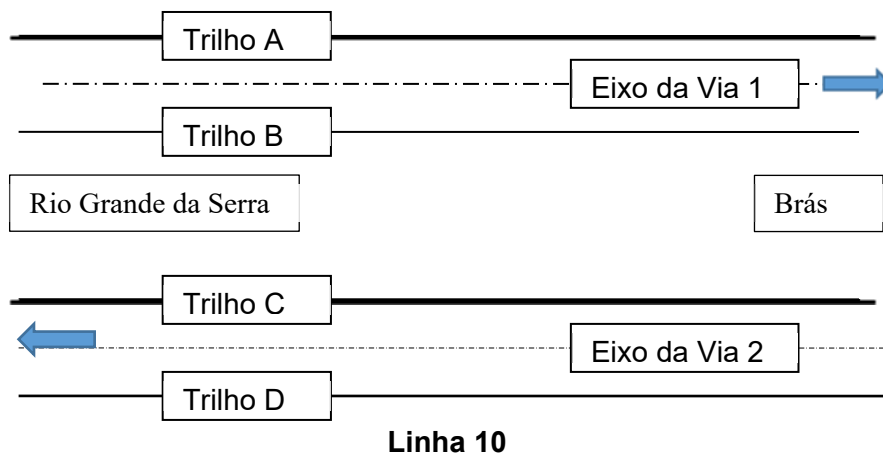 Trilho A
Eixo da Via 1
Trilho B
Rio Grande da Serra
Brás
Trilho C
Eixo da Via 2
Trilho D
Linha 10